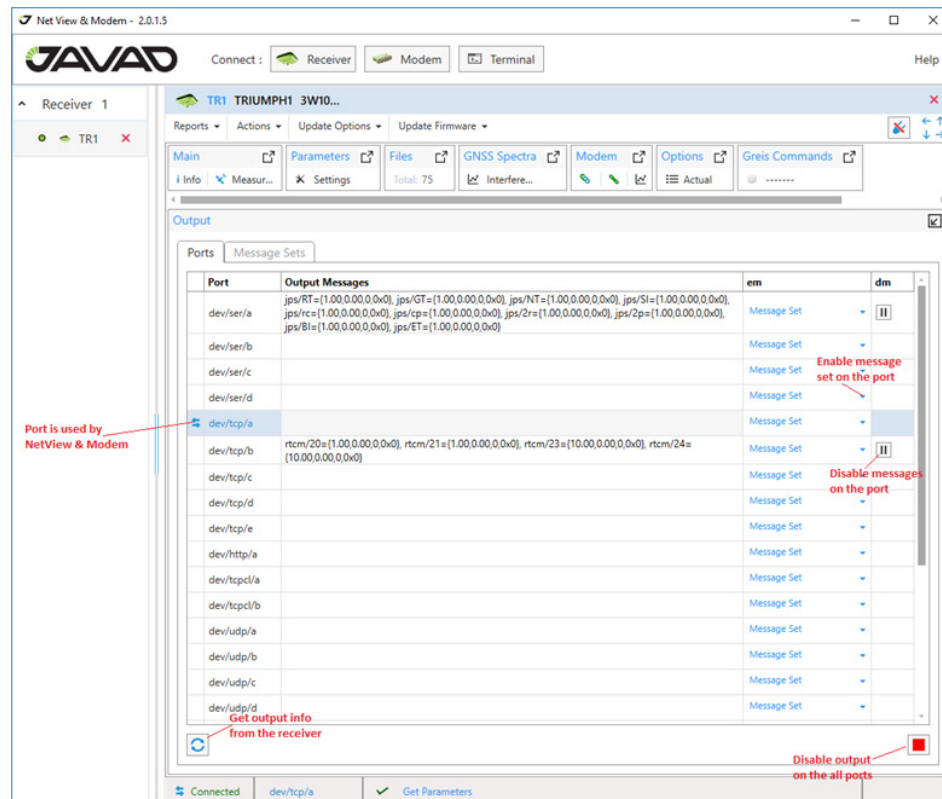 Net View & Modem - 2.0.1.5
JAVAD
Connect :
Receiver
Modem
Terminal
Help
Receiver 1
TR1
TR1 TRIUMPH1 3W10...
Reports
Actions
Update Options
Update Firmware
Main
Info
Measur...
Parameters
Settings
Files
Total: 75
GNSS Spectra
Interfere...
Modem
Options
Actual
Greis Commands
-------
Output
Ports
Message Sets
Port Output Messages em dm
dev/ser/a
jps/RT={1.00,0.00,0,0x0}, jps/GT={1.00,0.00,0,0x0}, jps/NT={1.00,0.00,0,0x0}, jps/SI={1.00,0.00,0,0x0},
jps/rc={1.00,0.00,0,0x0}, jps/cp={1.00,0.00,0,0x0}, jps/2r={1.00,0.00,0,0x0}, jps/2p={1.00,0.00,0,0x0},
jps/BI={1.00,0.00,0,0x0}, jps/ET={1.00,0.00,0,0x0}
Message Set
dev/ser/b Message Set
dev/ser/c Message Set
Enable message
set on the port
dev/ser/d Message Set
Port is used by
NetView & Modem
dev/tcp/a Message Set
dev/tcp/b
rtcm/20={1.00,0.00,0,0x0}, rtcm/21={1.00,0.00,0,0x0}, rtcm/23={10.00,0.00,0,0x0}, rtcm/24=
{10.00,0.00,0,0x0}
Message Set
Disable messages
on the port
dev/tcp/c Message Set
dev/tcp/d Message Set
dev/tcp/e Message Set
dev/http/a Message Set
dev/tcpcl/a Message Set
dev/tcpcl/b Message Set
dev/udp/a Message Set
dev/udp/b Message Set
dev/udp/c Message Set
dev/udp/d Message Set
Get output info
from the receiver
Disable output
on the all ports
Connected
dev/tcp/a
Get Parameters